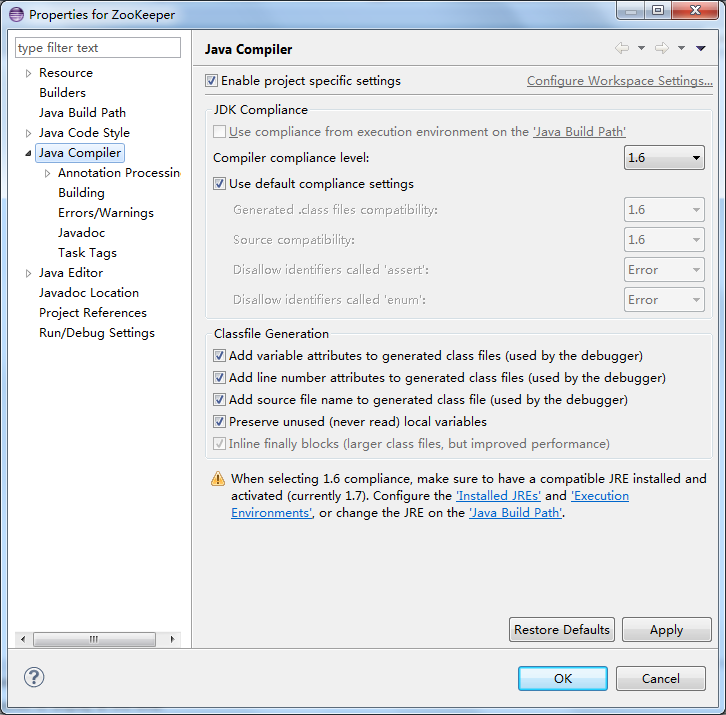 Properties for ZooKeeper
type filter text
Resource
Builders
Java Build Path
Java Code Style
Java Compiler
Annotation Processin
Building
Errors/Warnings
Javadoc
Task Tags
Java Editor
Javadoc Location
Project References
Run/Debug Settings
Java Compiler
Enable project specific settings
Configure Workspace Settings...
JDK Compliance
Use compliance from execution environment on the 'Java Build Path'
Compiler compliance level: 1.6
Use default compliance settings
Generated .class files compatibility: 1.6
Source compatibility: 1.6
Disallow identifiers called 'assert': Error
Disallow identifiers called 'enum': Error
Classfile Generation
Add variable attributes to generated class files (used by the debugger)
Add line number attributes to generated class files (used by the debugger)
Add source file name to generated class file (used by the debugger)
Preserve unused (never read) local variables
Inline finally blocks (larger class files, but improved performance)
When selecting 1.6 compliance, make sure to have a compatible JRE installed and
activated (currently 1.7). Configure the 'Installed JREs' and 'Execution
Environments', or change the JRE on the 'Java Build Path'.
Restore Defaults
Apply
?
OK
Cancel